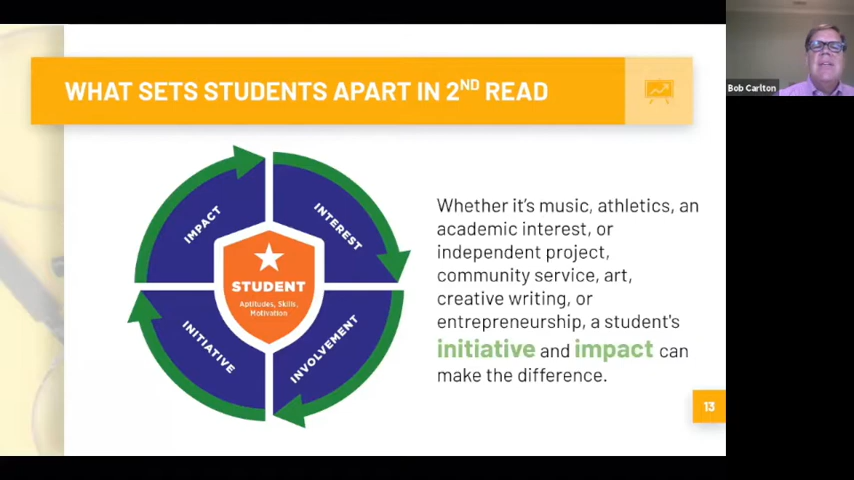 WHAT SETS STUDENTS APART IN 2ND READ
Bob Carlton
IMPACT
INTEREST
STUDENT
Aptitudes, Skills,
Motivation
INITIATIVE
INVOLVEMENT
Whether it's music, athletics, an
academic interest, or
independent project,
community service, art,
creative writing, or
entrepreneurship, a student's
initiative and impact can
make the difference.
13